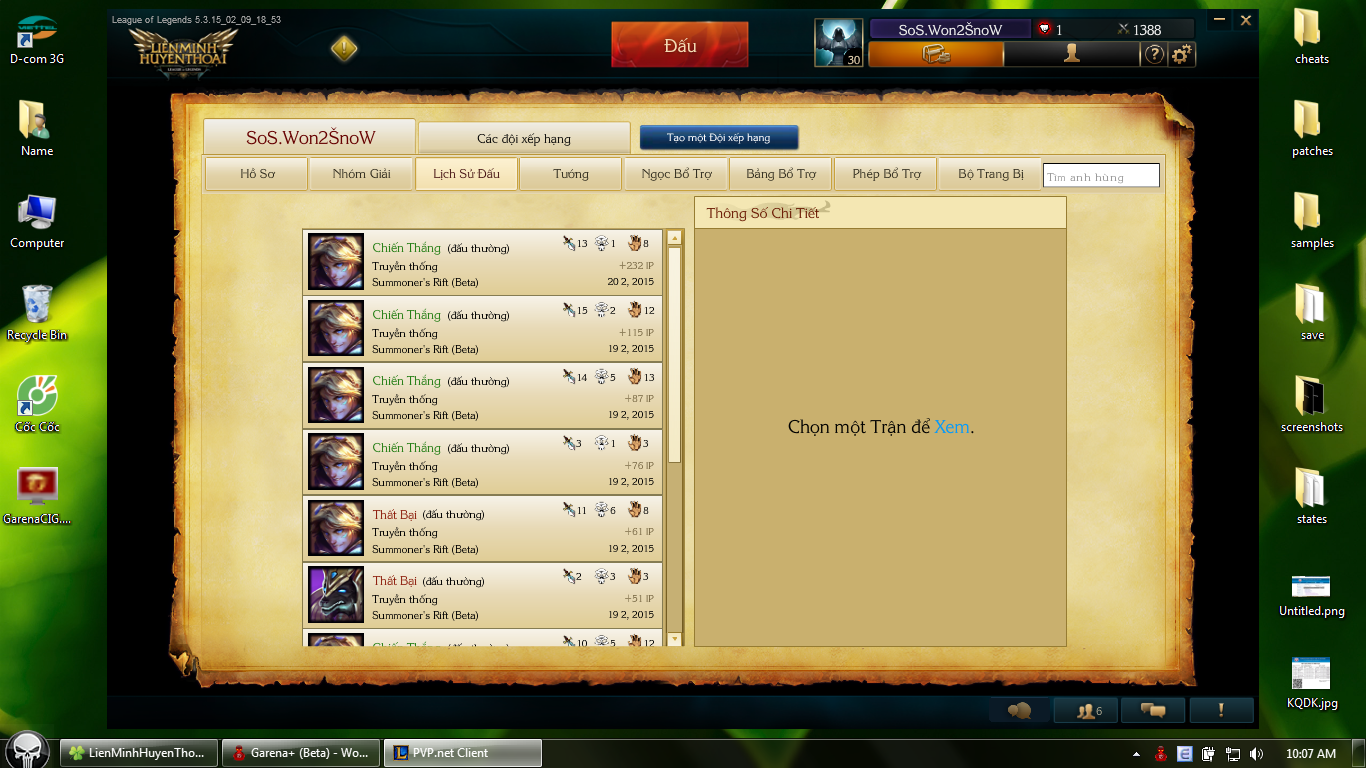 League of Legends 5.3.15_02_09_18_53
LIÊN MINH
HUYỀN THOẠI
LEAGUE of LEGENDS
Đấu
30
SoS.Won2ŠnoW
1
1388
SoS.Won2ŠnoW
Các đội xếp hạng
Tạo một Đội xếp hạng
Hồ Sơ
Nhóm Giải
Lịch Sử Đấu
Tướng
Ngọc Bổ Trợ
Bảng Bổ Trợ
Phép Bổ Trợ
Bộ Trang Bị
Tìm anh hùng
Thông Số Chi Tiết
Chọn một Trận để Xem.
Chiến Thắng (đấu thường) 13 1 8
Truyền thống +232 IP
Summoner's Rift (Beta) 20 2, 2015
Chiến Thắng (đấu thường) 15 2 12
Truyền thống +115 IP
Summoner's Rift (Beta) 19 2, 2015
Chiến Thắng (đấu thường) 14 5 13
Truyền thống +87 IP
Summoner's Rift (Beta) 19 2, 2015
Chiến Thắng (đấu thường) 3 1 3
Truyền thống +76 IP
Summoner's Rift (Beta) 19 2, 2015
Thất Bại (đấu thường) 11 6 8
Truyền thống +61 IP
Summoner's Rift (Beta) 19 2, 2015
Thất Bại (đấu thường) 2 3 3
Truyền thống +51 IP
Summoner's Rift (Beta) 19 2, 2015
Chiến Thắng (đấu thường) 10 5 12
6
VIETTEL
D-com 3G
Name
Computer
Recycle Bin
Cốc Cốc
GarenaCIG....
cheats
patches
samples
save
screenshots
states
Untitled.png
KQDK.jpg
LienMinhHuyenTho...
Garena+ (Beta) - Wo...
PVP.net Client
10:07 AM